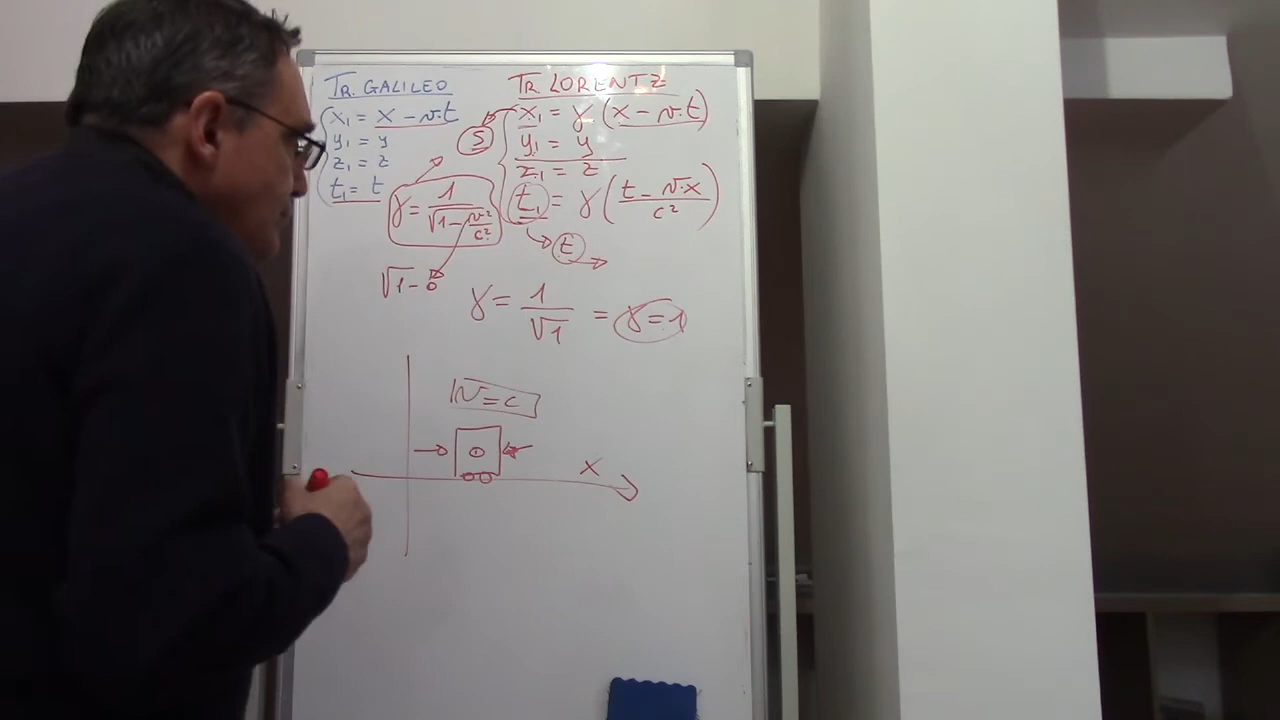 TR. GALILEO
x₁ = x - v·t
y₁ = y
z₁ = z
t₁ = t
TR LORENTZ
x₁ = γ (x - v·t)
y₁ = y
z₁ = z
t₁ = γ (t - v·x / c²)
S
γ = 1 / √1 - v²/c²
√1 - 0
t
γ = 1 / √1 = γ = 1
v = c
x